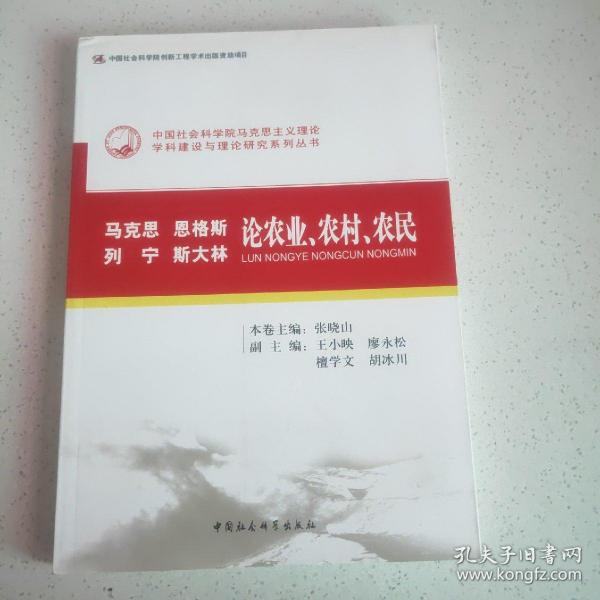 中国社会科学院创新工程学术出版资助项目
中国社会科学院马克思主义理论
学科建设与理论研究系列丛书
马克思 恩格斯
列宁 斯大林
论农业、农村、农民
LUN NONGYE NONGCUN NONGMIN
本卷主编：张晓山
副主编：王小映 廖永松
檀学文 胡冰川
中国社会科学出版社
孔夫子旧书网
www.kongfz.com